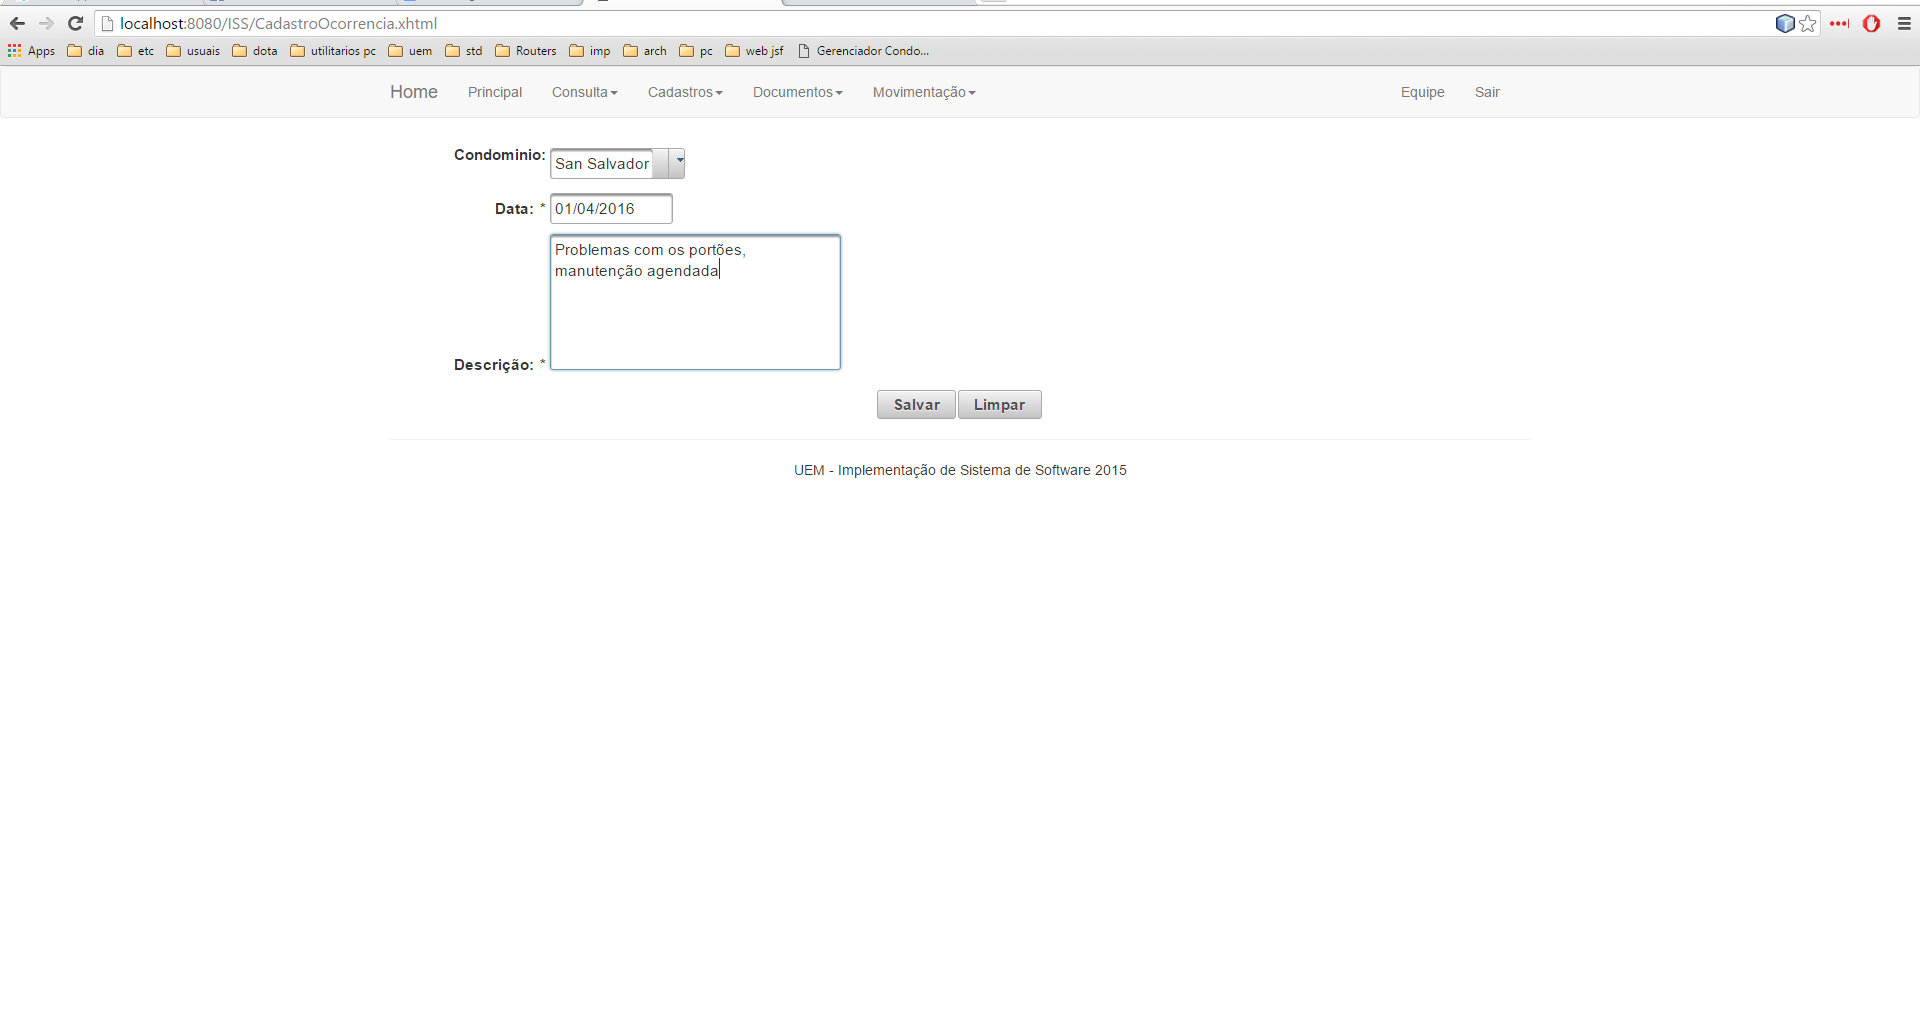 localhost:8080/ISS/CadastroOcorrencia.xhtml
Apps dia etc usuais dota utilitarios pc uem std Routers imp arch pc web jsf Gerenciador Condo...
Home Principal Consulta Cadastros Documentos Movimentação Equipe Sair
Condominio: San Salvador
Data: * 01/04/2016
Problemas com os portões,
manutenção agendada
Descrição: *
Salvar Limpar
UEM - Implementação de Sistema de Software 2015